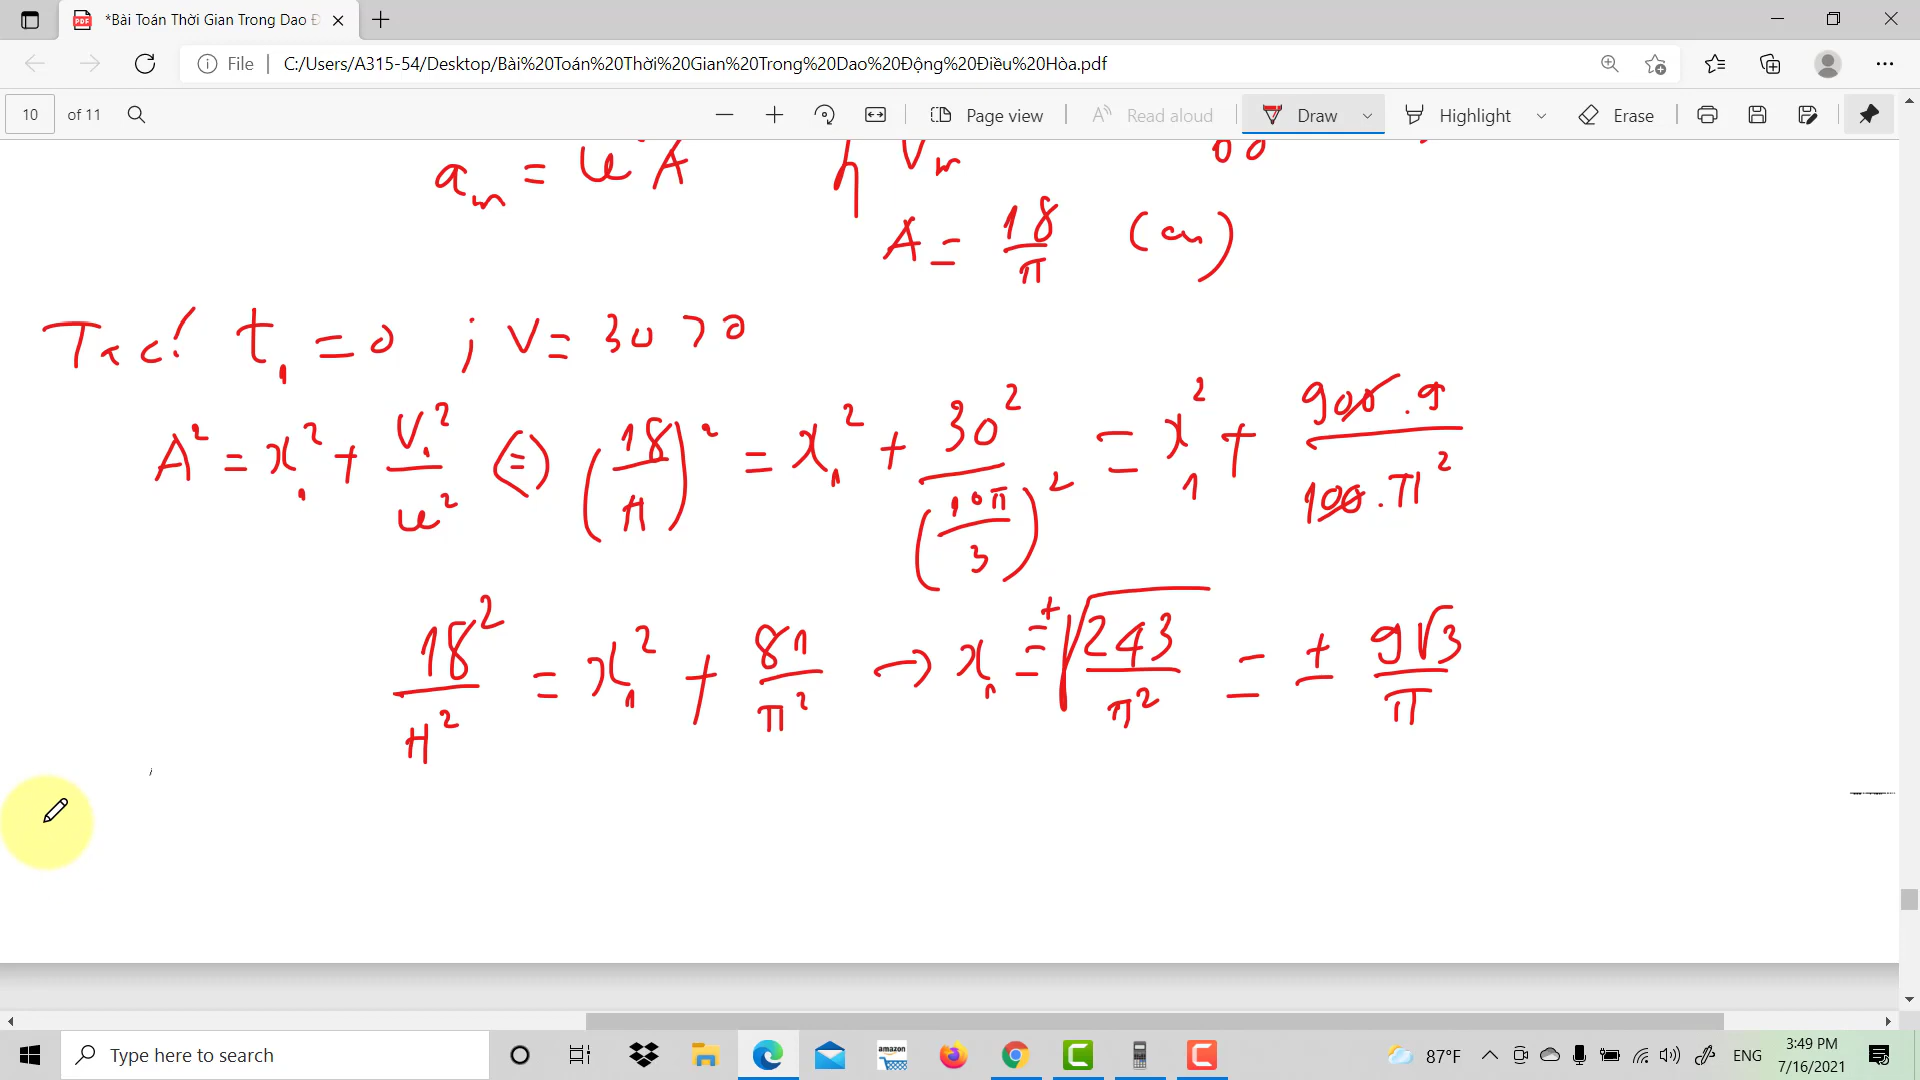 *Bài Toán Thời Gian Trong Dao Đ
File C:/Users/A315-54/Desktop/Bài%20Toán%20Thời%20Gian%20Trong%20Dao%20Động%20Điều%20Hòa.pdf
10 of 11 Page view Read aloud Draw Highlight Erase
a_m = ω²A V_m
A = 18/π (cm)
t₁ = 0 ; V = 30 > 0
A² = x₁² + V₁²/ω² ⇔ (18/π)² = x₁² + 30²/(10π/3)² = x₁² + 900.9/100.π²
18²/π² = x₁² + 81/π² → x₁ = ±√(243/π²) = ± 9√3/π
Type here to search
amazon
87°F ENG 3:49 PM
7/16/2021